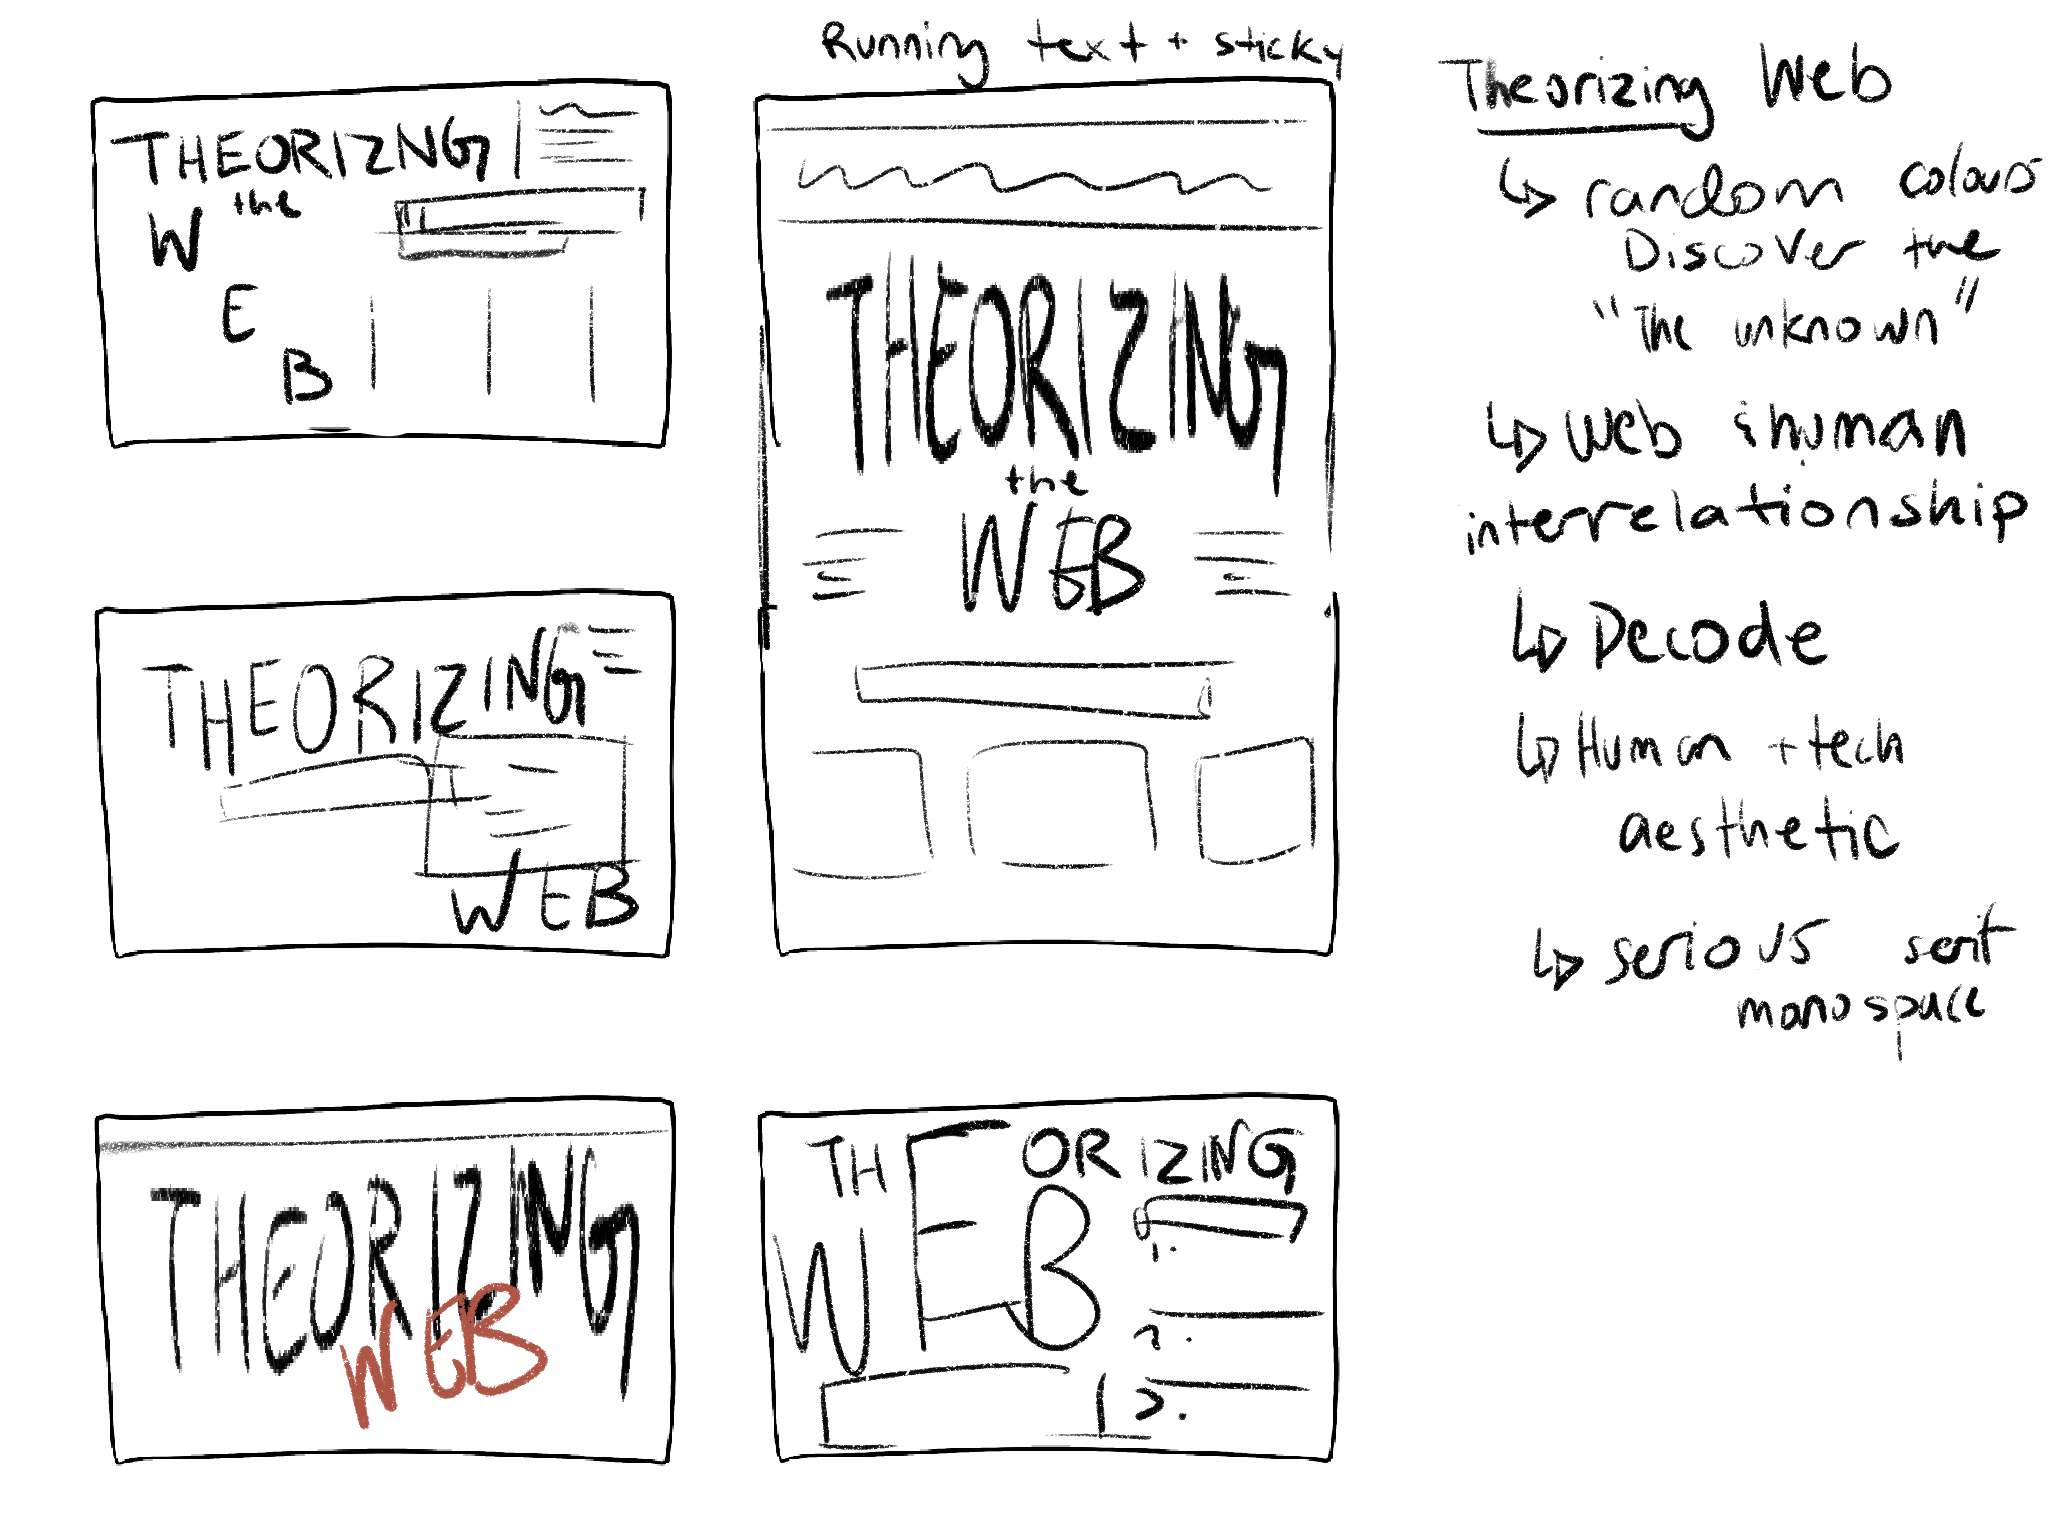 Running text + sticky
THEORIZNG
the
W
E
B
THEORIZING
the
WEB
THEORIZING
WEB
THEORIZING
WEB
THEORIZING
WEB
1.
2.
3.
Theorizing Web
random colours
Discover the
"The unknown"
Web & human
interrelationship
Decode
Human + tech
aesthetic
serious serif
monospace